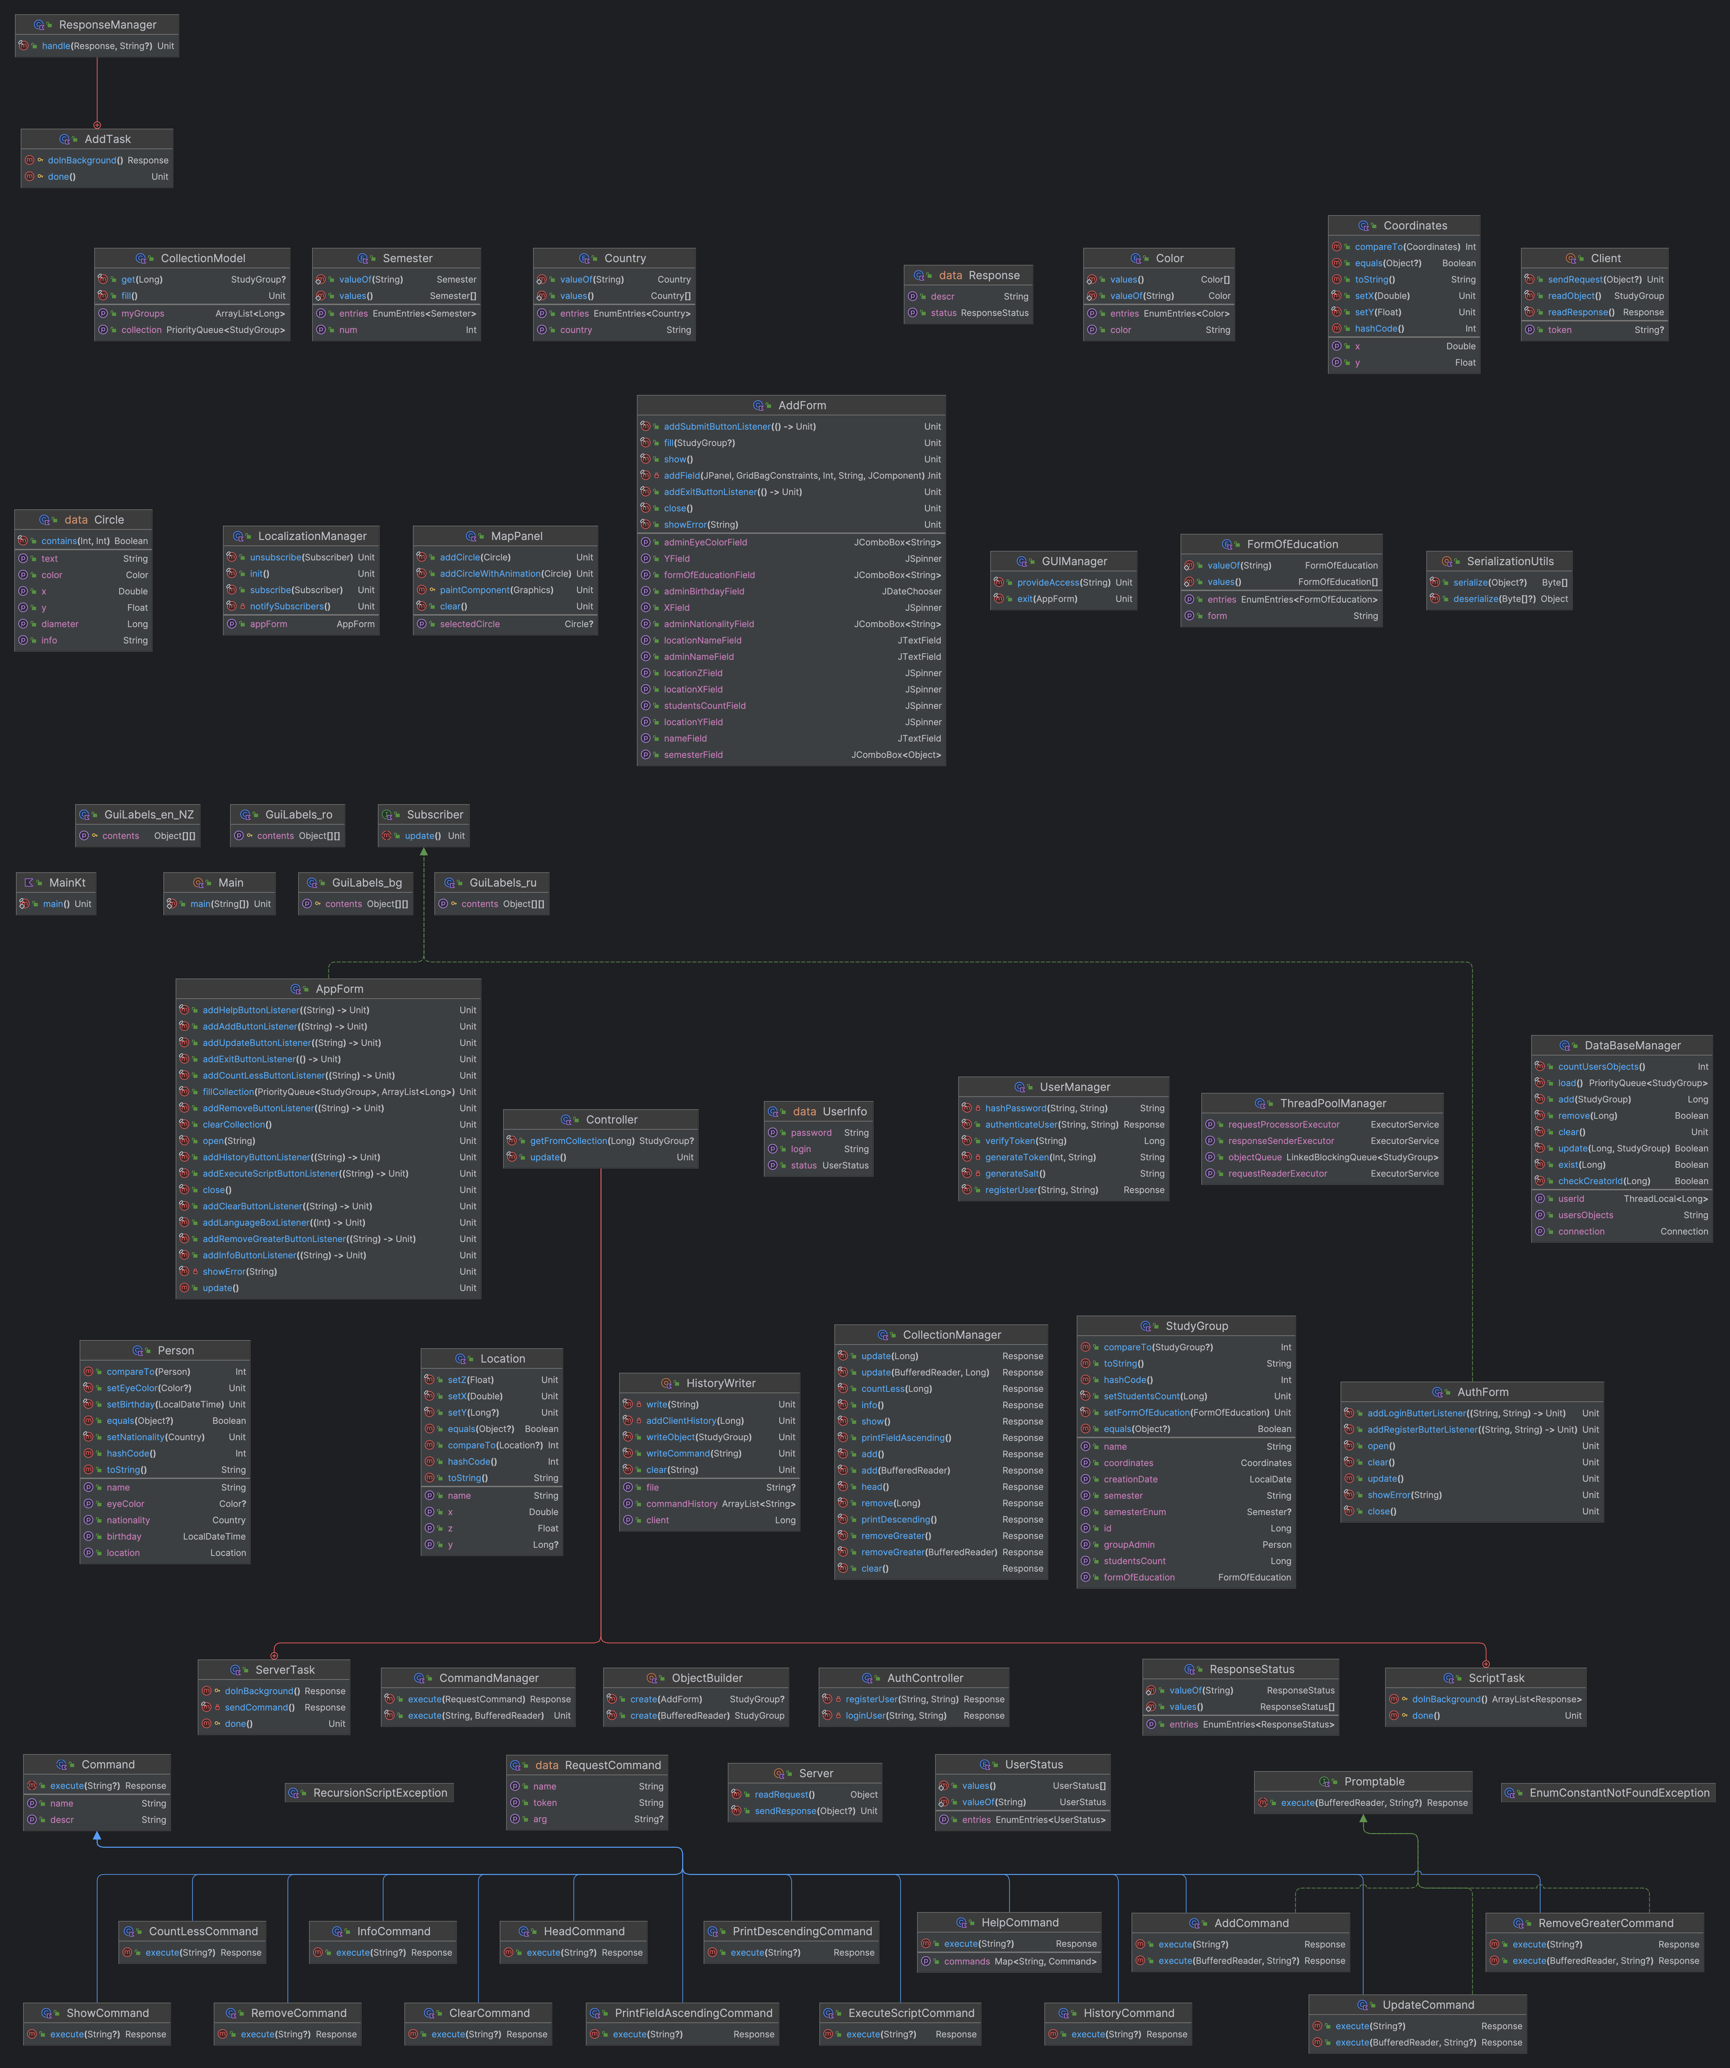 ResponseManager
handle(Response, String?) Unit
AddTask
doInBackground() Response
done() Unit
CollectionModel
get(Long) StudyGroup?
fill() Unit
myGroups ArrayList<Long>
collection PriorityQueue<StudyGroup>
Semester
valueOf(String) Semester
values() Semester[]
entries EnumEntries<Semester>
num Int
Country
valueOf(String) Country
values() Country[]
entries EnumEntries<Country>
country String
data Response
descr String
status ResponseStatus
Color
values() Color[]
valueOf(String) Color
entries EnumEntries<Color>
color String
Coordinates
compareTo(Coordinates) Int
equals(Object?) Boolean
toString() String
setX(Double) Unit
setY(Float) Unit
hashCode() Int
x Double
y Float
Client
sendRequest(Object?) Unit
readObject() StudyGroup
readResponse() Response
token String?
AddForm
addSubmitButtonListener(() -> Unit) Unit
fill(StudyGroup?) Unit
show() Unit
addField(JPanel, GridBagConstraints, Int, String, JComponent) Unit
addExitButtonListener(() -> Unit) Unit
close() Unit
showError(String) Unit
adminEyeColorField JComboBox<String>
YField JSpinner
formOfEducationField JComboBox<String>
adminBirthdayField JDateChooser
XField JSpinner
adminNationalityField JComboBox<String>
locationNameField JTextField
adminNameField JTextField
locationZField JSpinner
locationXField JSpinner
studentsCountField JSpinner
locationYField JSpinner
nameField JTextField
semesterField JComboBox<Object>
data Circle
contains(Int, Int) Boolean
text String
color Color
x Double
y Float
diameter Long
info String
LocalizationManager
unsubscribe(Subscriber) Unit
init() Unit
subscribe(Subscriber) Unit
notifySubscribers() Unit
appForm AppForm
MapPanel
addCircle(Circle) Unit
addCircleWithAnimation(Circle) Unit
paintComponent(Graphics) Unit
clear() Unit
selectedCircle Circle?
GUIManager
provideAccess(String) Unit
exit(AppForm) Unit
FormOfEducation
valueOf(String) FormOfEducation
values() FormOfEducation[]
entries EnumEntries<FormOfEducation>
form String
SerializationUtils
serialize(Object?) Byte[]
deserialize(Byte[]?) Object
GuiLabels_en_NZ
contents Object[][]
GuiLabels_ro
contents Object[][]
Subscriber
update() Unit
MainKt
main() Unit
Main
main(String[]) Unit
GuiLabels_bg
contents Object[][]
GuiLabels_ru
contents Object[][]
AppForm
addHelpButtonListener((String) -> Unit) Unit
addAddButtonListener((String) -> Unit) Unit
addUpdateButtonListener((String) -> Unit) Unit
addExitButtonListener(() -> Unit) Unit
addCountLessButtonListener((String) -> Unit) Unit
fillCollection(PriorityQueue<StudyGroup>, ArrayList<Long>) Unit
addRemoveButtonListener((String) -> Unit) Unit
clearCollection() Unit
open(String) Unit
addHistoryButtonListener((String) -> Unit) Unit
addExecuteScriptButtonListener((String) -> Unit) Unit
close() Unit
addClearButtonListener((String) -> Unit) Unit
addLanguageBoxListener((Int) -> Unit) Unit
addRemoveGreaterButtonListener((String) -> Unit) Unit
addInfoButtonListener((String) -> Unit) Unit
showError(String) Unit
update() Unit
Controller
getFromCollection(Long) StudyGroup?
update() Unit
data UserInfo
password String
login String
status UserStatus
UserManager
hashPassword(String, String) String
authenticateUser(String, String) Response
verifyToken(String) Long
generateToken(Int, String) String
generateSalt() String
registerUser(String, String) Response
ThreadPoolManager
requestProcessorExecutor ExecutorService
responseSenderExecutor ExecutorService
objectQueue LinkedBlockingQueue<StudyGroup>
requestReaderExecutor ExecutorService
DataBaseManager
countUsersObjects() Int
load() PriorityQueue<StudyGroup>
add(StudyGroup) Long
remove(Long) Boolean
clear() Unit
update(Long, StudyGroup) Boolean
exist(Long) Boolean
checkCreatorId(Long) Boolean
userId ThreadLocal<Long>
usersObjects String
connection Connection
Person
compareTo(Person) Int
setEyeColor(Color?) Unit
setBirthday(LocalDateTime) Unit
equals(Object?) Boolean
setNationality(Country) Unit
hashCode() Int
toString() String
name String
eyeColor Color?
nationality Country
birthday LocalDateTime
location Location
Location
setZ(Float) Unit
setX(Double) Unit
setY(Long?) Unit
equals(Object?) Boolean
compareTo(Location?) Int
hashCode() Int
toString() String
name String
x Double
z Float
y Long?
HistoryWriter
write(String) Unit
addClientHistory(Long) Unit
writeObject(StudyGroup) Unit
writeCommand(String) Unit
clear(String) Unit
file String?
commandHistory ArrayList<String>
client Long
CollectionManager
update(Long) Response
update(BufferedReader, Long) Response
countLess(Long) Response
info() Response
show() Response
printFieldAscending() Response
add() Response
add(BufferedReader) Response
head() Response
remove(Long) Response
printDescending() Response
removeGreater() Response
removeGreater(BufferedReader) Response
clear() Response
StudyGroup
compareTo(StudyGroup?) Int
toString() String
hashCode() Int
setStudentsCount(Long) Unit
setFormOfEducation(FormOfEducation) Unit
equals(Object?) Boolean
name String
coordinates Coordinates
creationDate LocalDate
semester String
semesterEnum Semester?
id Long
groupAdmin Person
studentsCount Long
formOfEducation FormOfEducation
AuthForm
addLoginButterListener((String, String) -> Unit) Unit
addRegisterButterListener((String, String) -> Unit) Unit
open() Unit
clear() Unit
update() Unit
showError(String) Unit
close() Unit
ServerTask
doInBackground() Response
sendCommand() Response
done() Unit
CommandManager
execute(RequestCommand) Response
execute(String, BufferedReader) Unit
ObjectBuilder
create(AddForm) StudyGroup?
create(BufferedReader) StudyGroup
AuthController
registerUser(String, String) Response
loginUser(String, String) Response
ResponseStatus
valueOf(String) ResponseStatus
values() ResponseStatus[]
entries EnumEntries<ResponseStatus>
ScriptTask
doInBackground() ArrayList<Response>
done() Unit
Command
execute(String?) Response
name String
descr String
RecursionScriptException
data RequestCommand
name String
token String
arg String?
Server
readRequest() Object
sendResponse(Object?) Unit
UserStatus
values() UserStatus[]
valueOf(String) UserStatus
entries EnumEntries<UserStatus>
Promptable
execute(BufferedReader, String?) Response
EnumConstantNotFoundException
CountLessCommand
execute(String?) Response
InfoCommand
execute(String?) Response
HeadCommand
execute(String?) Response
PrintDescendingCommand
execute(String?) Response
HelpCommand
execute(String?) Response
commands Map<String, Command>
AddCommand
execute(String?) Response
execute(BufferedReader, String?) Response
RemoveGreaterCommand
execute(String?) Response
execute(BufferedReader, String?) Response
ShowCommand
execute(String?) Response
RemoveCommand
execute(String?) Response
ClearCommand
execute(String?) Response
PrintFieldAscendingCommand
execute(String?) Response
ExecuteScriptCommand
execute(String?) Response
HistoryCommand
execute(String?) Response
UpdateCommand
execute(String?) Response
execute(BufferedReader, String?) Response